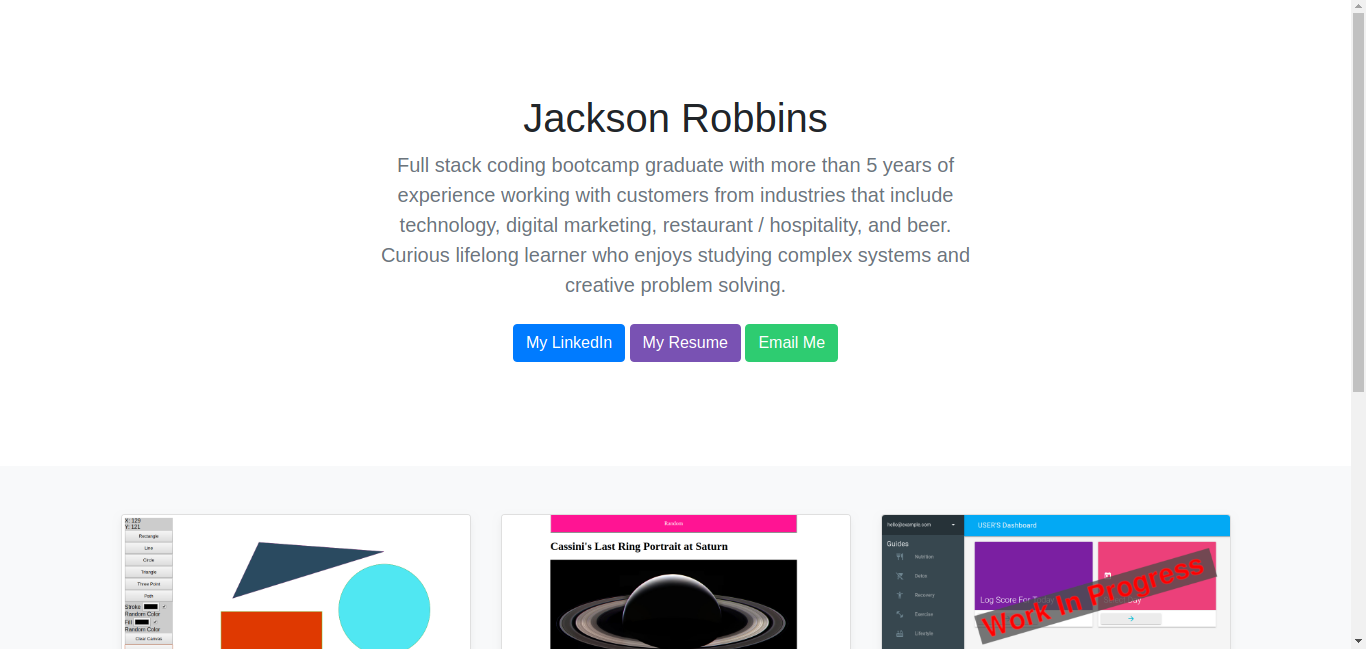 Jackson Robbins
Full stack coding bootcamp graduate with more than 5 years of
experience working with customers from industries that include
technology, digital marketing, restaurant / hospitality, and beer.
Curious lifelong learner who enjoys studying complex systems and
creative problem solving.
My LinkedIn
My Resume
Email Me
X: 129
Y: 121
Rectangle
Line
Circle
Triangle
Three Point
Path
Stroke
Random Color
Fill
Random Color
Clear Canvas
Random
Cassini's Last Ring Portrait at Saturn
hello@example.com
USER'S Dashboard
Guides
Nutrition
Detox
Recovery
Exercise
Lifestyle
Log Score For Today
Work In Progress